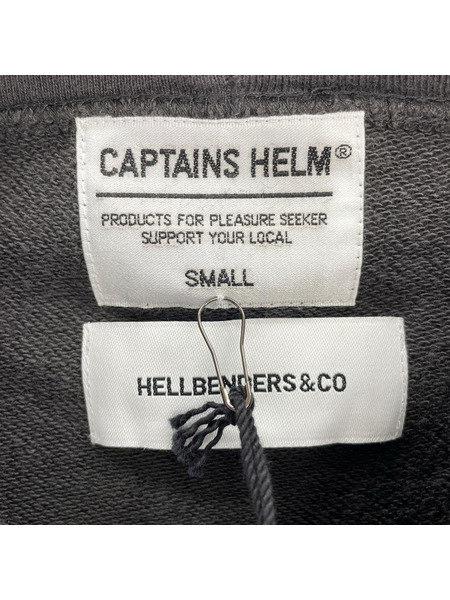 CAPTAINS HELM®
PRODUCTS FOR PLEASURE SEEKER
SUPPORT YOUR LOCAL
SMALL
HELLBENDERS&CO